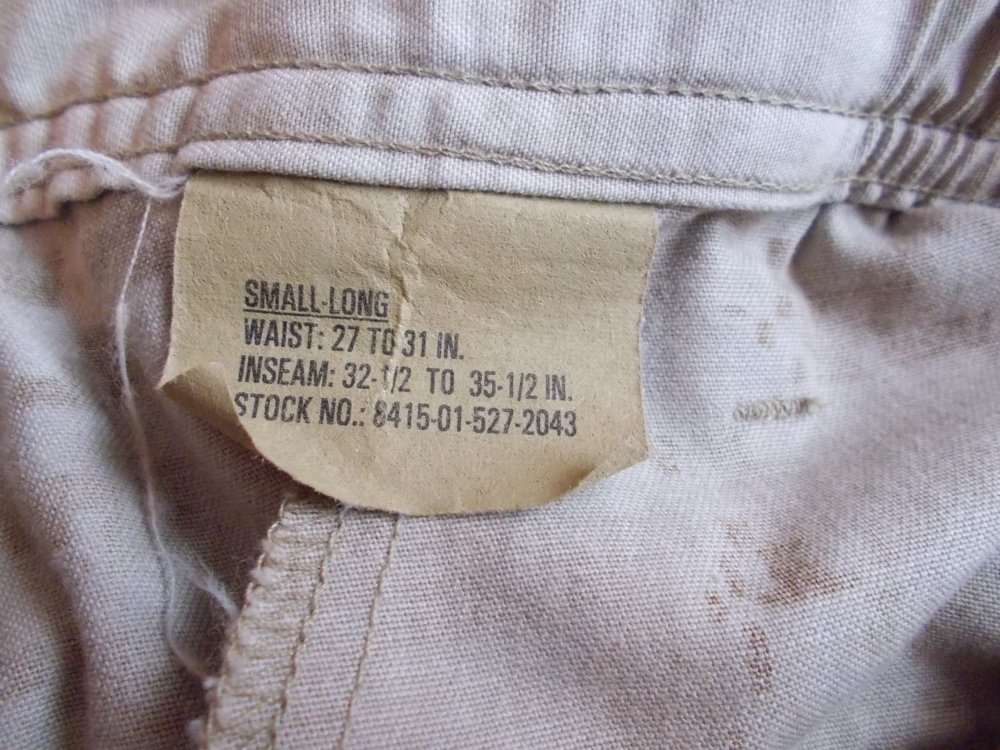 SMALL-LONG
WAIST: 27 TO 31 IN.
INSEAM: 32-1/2 TO 35-1/2 IN.
STOCK NO.: 8415-01-527-2043